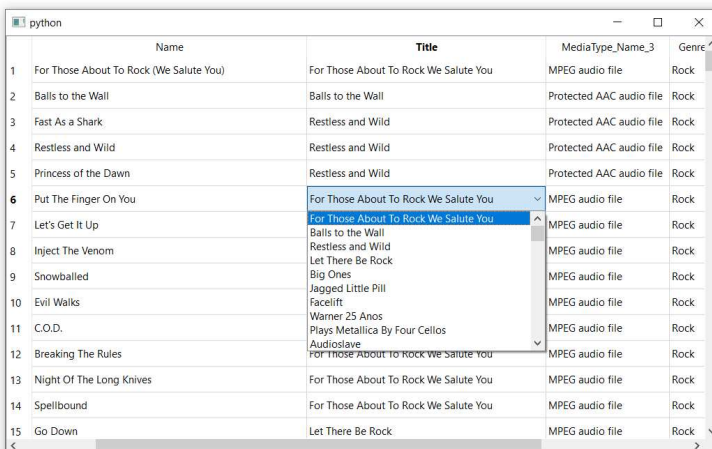 python
Name Title MediaType_Name_3 Genre
1 For Those About To Rock (We Salute You) For Those About To Rock We Salute You MPEG audio file Rock
2 Balls to the Wall Balls to the Wall Protected AAC audio file Rock
3 Fast As a Shark Restless and Wild Protected AAC audio file Rock
4 Restless and Wild Restless and Wild Protected AAC audio file Rock
5 Princess of the Dawn Restless and Wild Protected AAC audio file Rock
6 Put The Finger On You For Those About To Rock We Salute You MPEG audio file Rock
For Those About To Rock We Salute You
Balls to the Wall
Restless and Wild
Let There Be Rock
Big Ones
Jagged Little Pill
Facelift
Warner 25 Anos
Plays Metallica By Four Cellos
Audioslave
7 Let's Get It Up MPEG audio file Rock
8 Inject The Venom MPEG audio file Rock
9 Snowballed MPEG audio file Rock
10 Evil Walks MPEG audio file Rock
11 C.O.D. MPEG audio file Rock
12 Breaking The Rules For Those About To Rock We Salute You MPEG audio file Rock
13 Night Of The Long Knives For Those About To Rock We Salute You MPEG audio file Rock
14 Spellbound For Those About To Rock We Salute You MPEG audio file Rock
15 Go Down Let There Be Rock MPEG audio file Rock